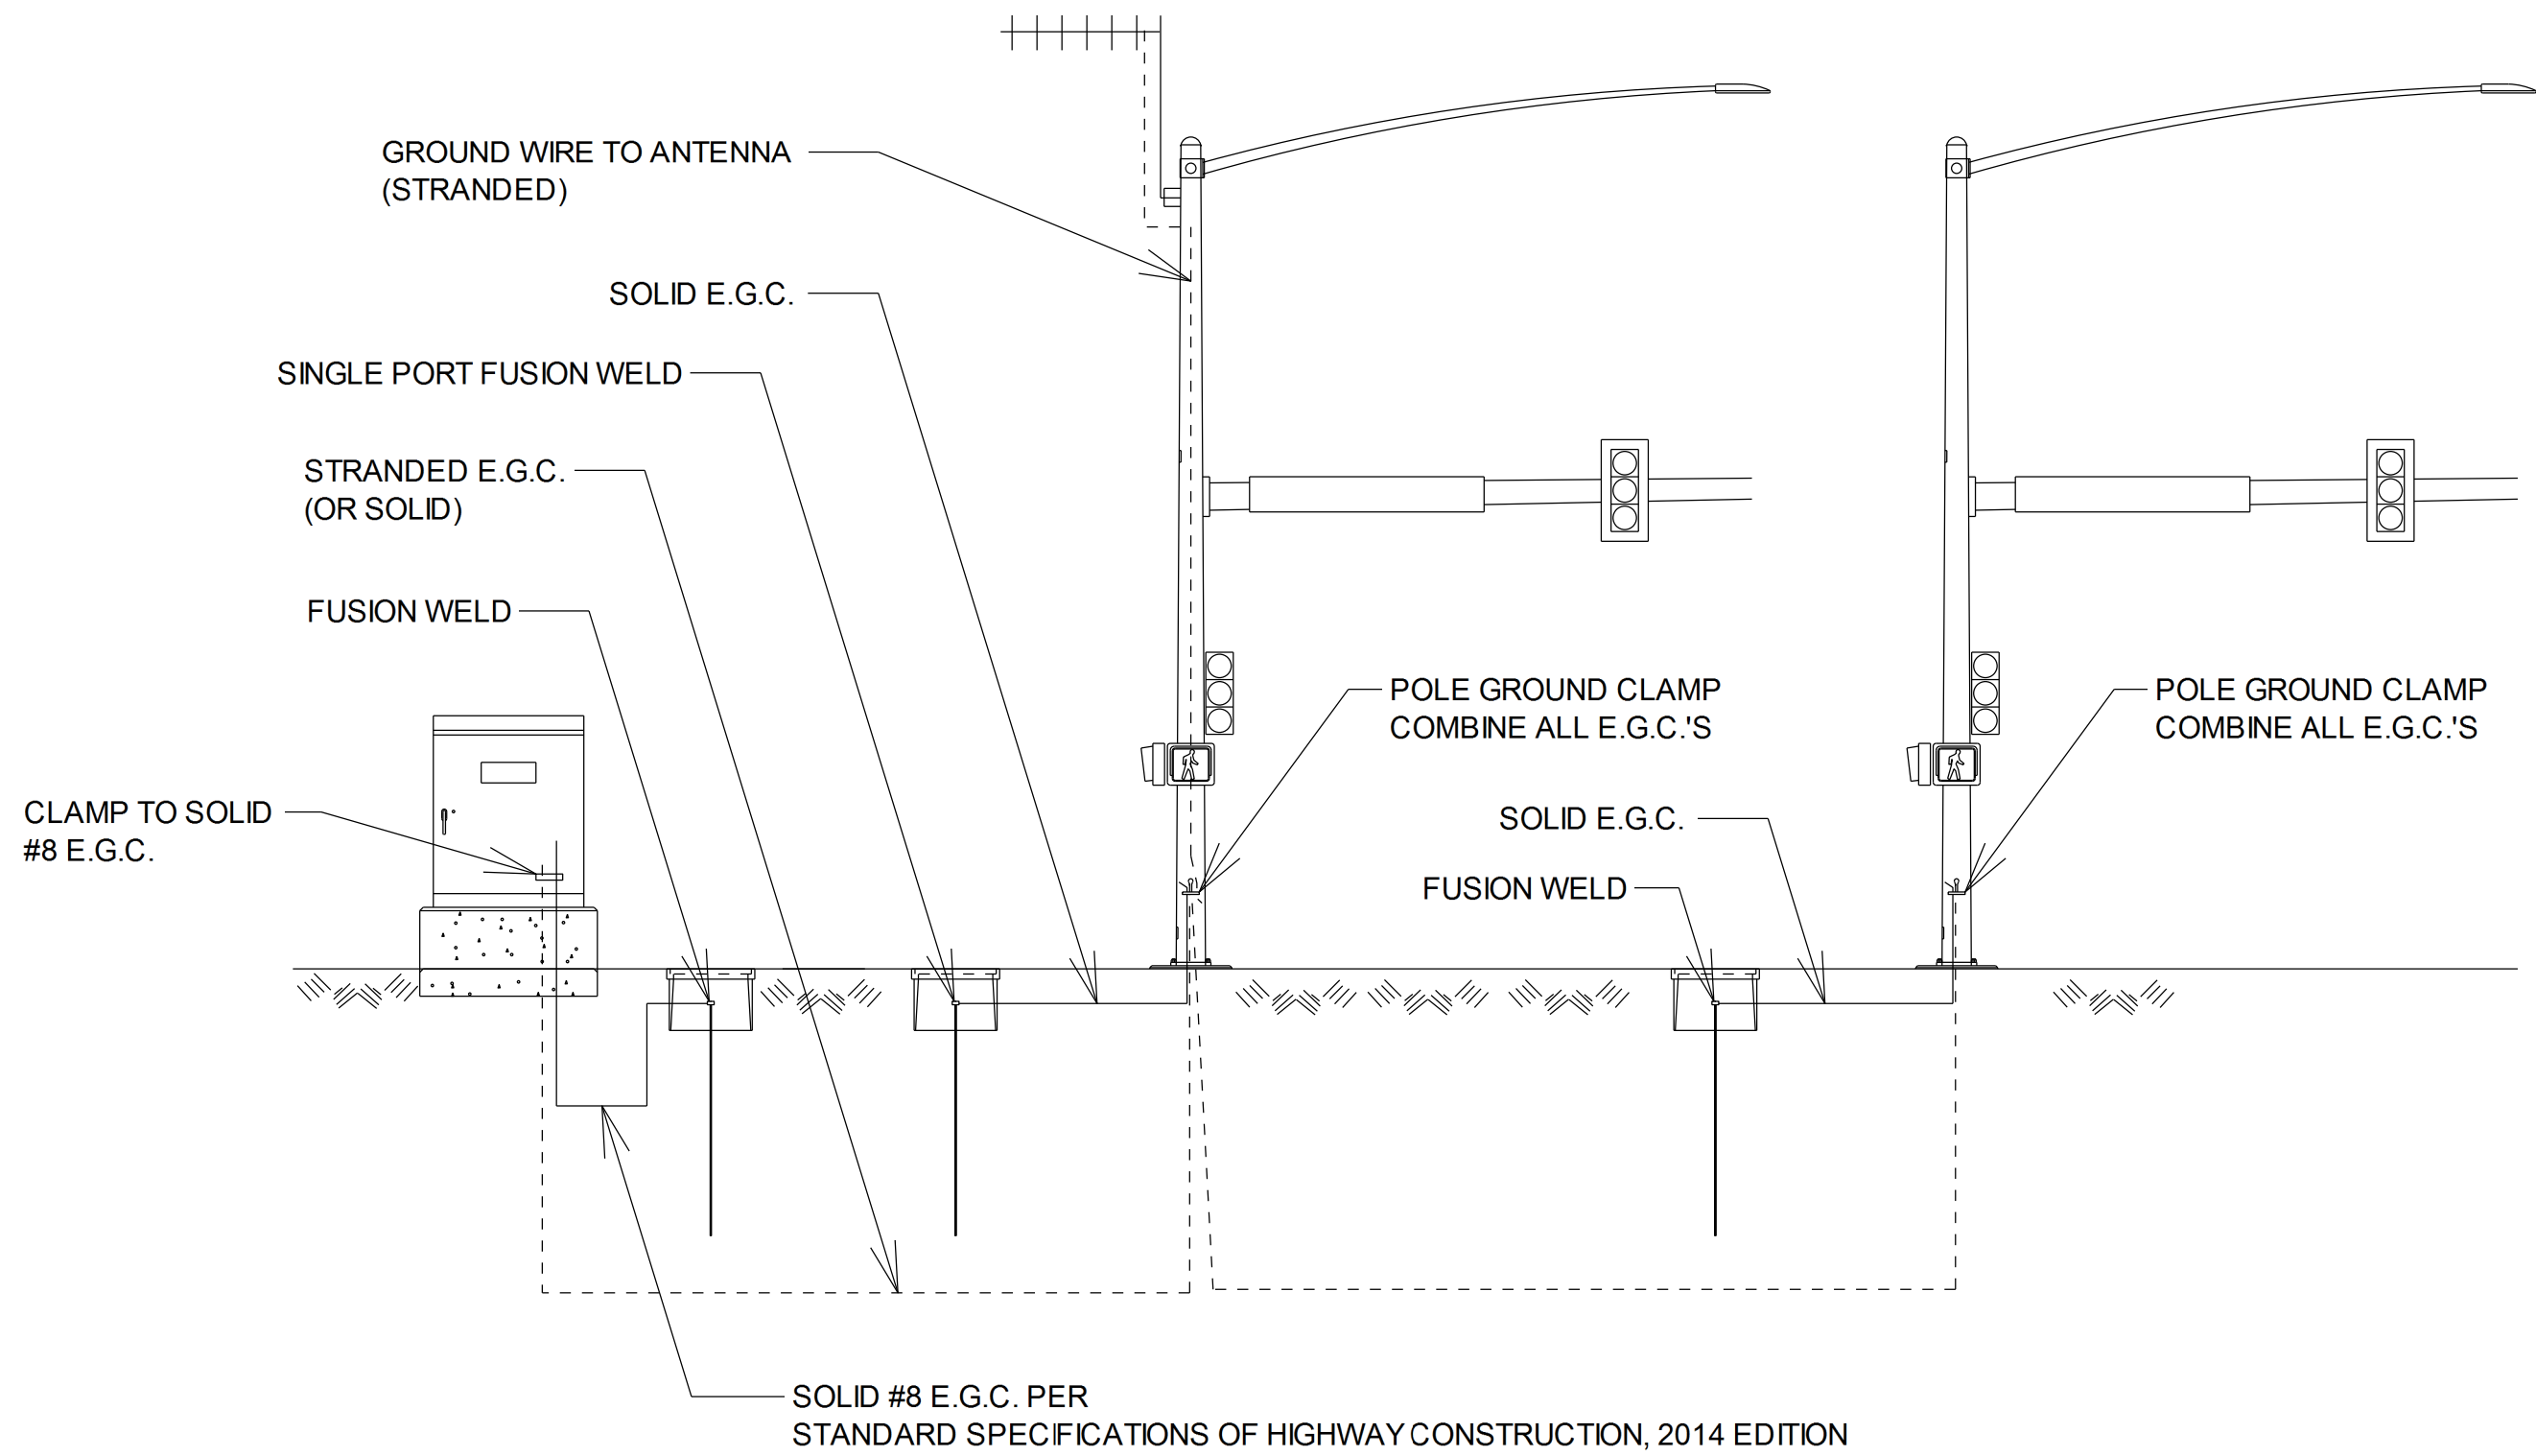 GROUND WIRE TO ANTENNA
(STRANDED)
SOLID E.G.C.
SINGLE PORT FUSION WELD
STRANDED E.G.C.
(OR SOLID)
FUSION WELD
POLE GROUND CLAMP
COMBINE ALL E.G.C.'S
POLE GROUND CLAMP
COMBINE ALL E.G.C.'S
CLAMP TO SOLID
#8 E.G.C.
SOLID E.G.C.
FUSION WELD
SOLID #8 E.G.C. PER
STANDARD SPECIFICATIONS OF HIGHWAY CONSTRUCTION, 2014 EDITION